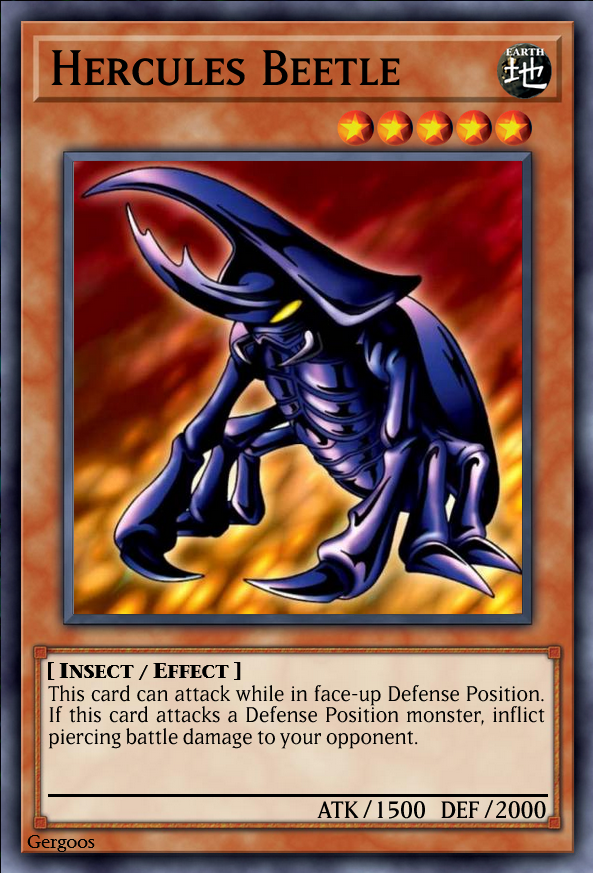 Hercules Beetle
EARTH
地
[ Insect / Effect ]
This card can attack while in face-up Defense Position.
If this card attacks a Defense Position monster, inflict
piercing battle damage to your opponent.
ATK/1500 DEF/2000
Gergoos